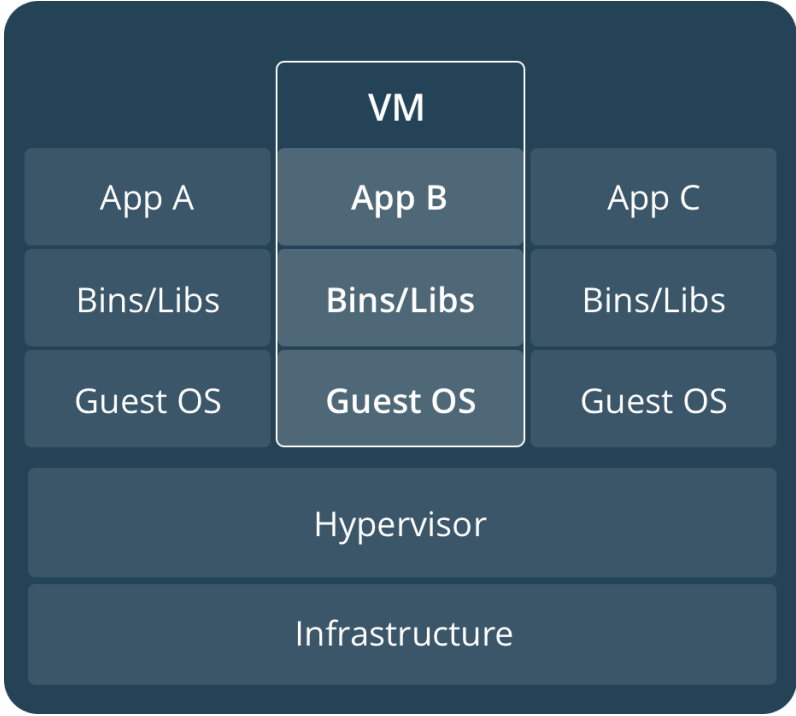 VM
App A
App B
App C
Bins/Libs
Bins/Libs
Bins/Libs
Guest OS
Guest OS
Guest OS
Hypervisor
Infrastructure